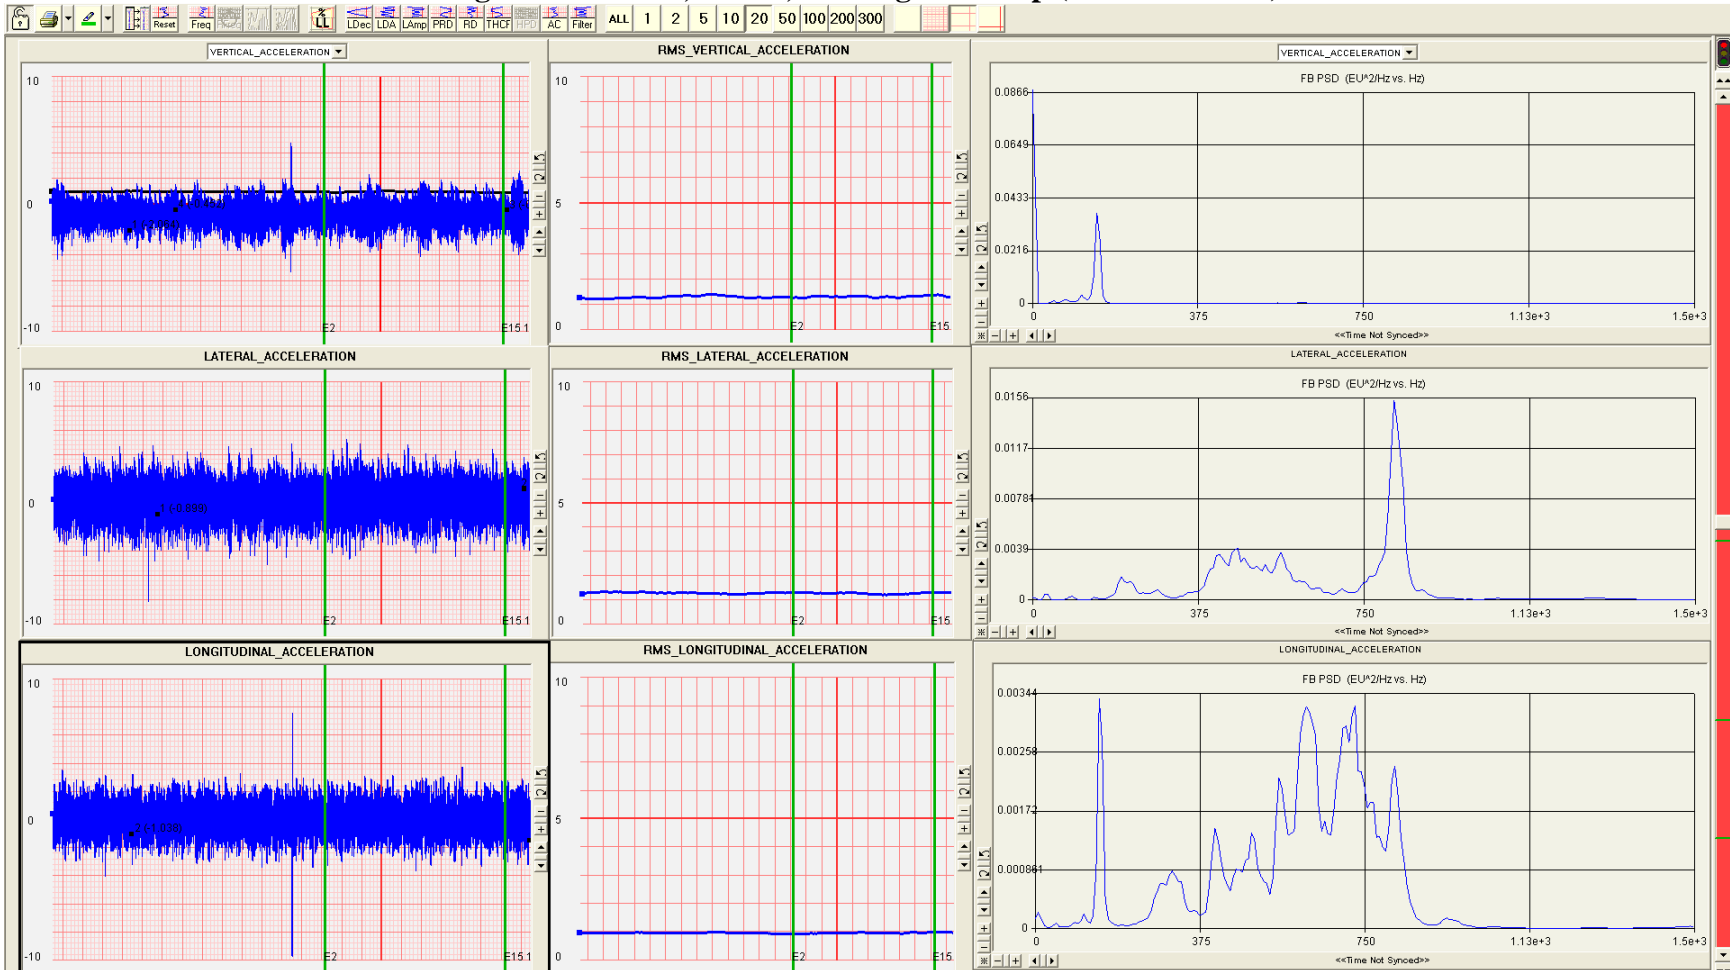 Reset Freq LDec LDA LAmp PRD RD THCF HPD AC Filter ALL 1 2 5 10 20 50 100 200 300
VERTICAL_ACCELERATION
10
0
-10
E2
E15.1
RMS_VERTICAL_ACCELERATION
10
5
0
E2
E15
VERTICAL_ACCELERATION
FB PSD (EU^2/Hz vs. Hz)
0.0866
0.0649
0.0433
0.0216
0
0 375 750 1.13e+3 1.5e+3
<<Time Not Synced>>
LATERAL_ACCELERATION
10
0
1 (-0.899)
-10
E2
E15.1
RMS_LATERAL_ACCELERATION
10
5
0
E2
E15
LATERAL_ACCELERATION
FB PSD (EU^2/Hz vs. Hz)
0.0156
0.0117
0.00781
0.0039
0
0 375 750 1.13e+3 1.5e+3
<<Time Not Synced>>
LONGITUDINAL_ACCELERATION
10
0
2 (-1.038)
-10
E2
E15.1
RMS_LONGITUDINAL_ACCELERATION
10
5
0
E2
E15
LONGITUDINAL_ACCELERATION
FB PSD (EU^2/Hz vs. Hz)
0.00344
0.00258
0.00172
0.000861
0
0 375 750 1.13e+3 1.5e+3
<<Time Not Synced>>